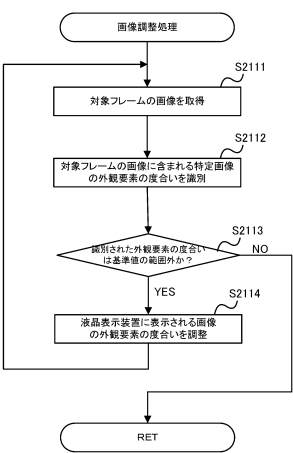 画像調整処理
S2111
対象フレームの画像を取得
S2112
対象フレームの画像に含まれる特定画像
の外観要素の度合いを識別
S2113
識別された外観要素の度合い
は基準値の範囲外か？
NO
YES
S2114
液晶表示装置に表示される画像
の外観要素の度合いを調整
RET